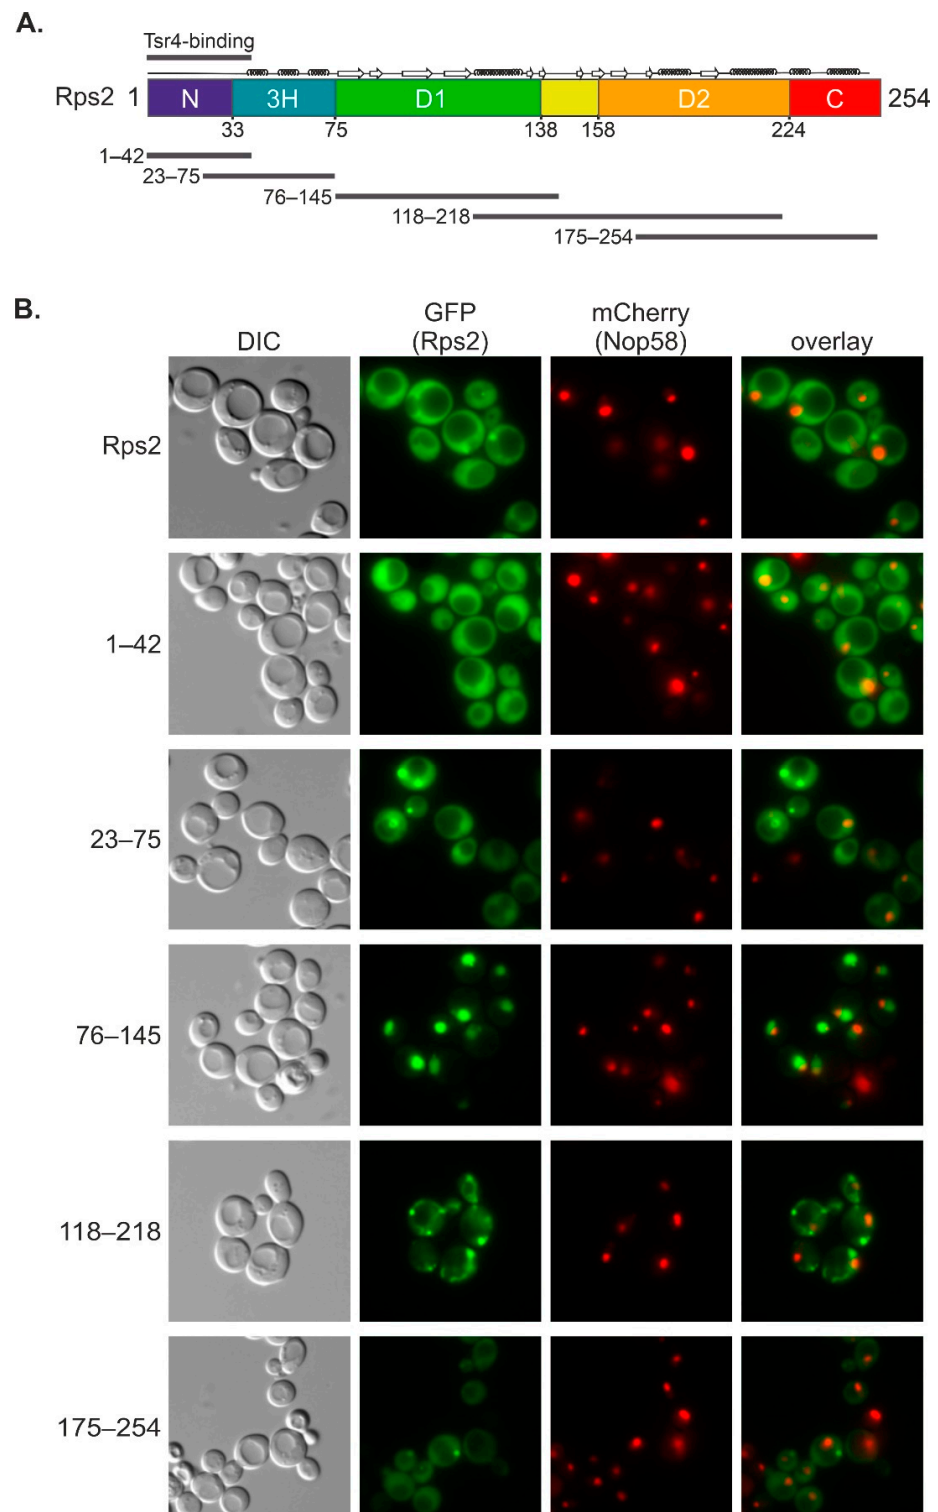 A.
Tsr4-binding
Rps2 1 N 3H D1 D2 C 254
33 75 138 158 224
1–42
23–75
76–145
118–218
175–254
B.
DIC GFP (Rps2) mCherry (Nop58) overlay
Rps2
1–42
23–75
76–145
118–218
175–254